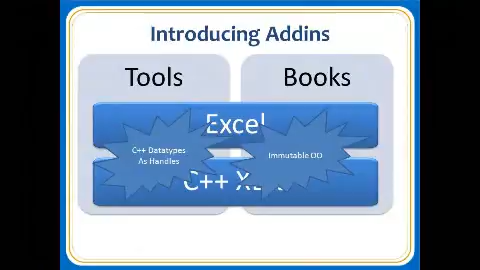 Introducing Addins
Tools
Books
Excel
C++ Datatypes
As Handles
Immutable OO
C++